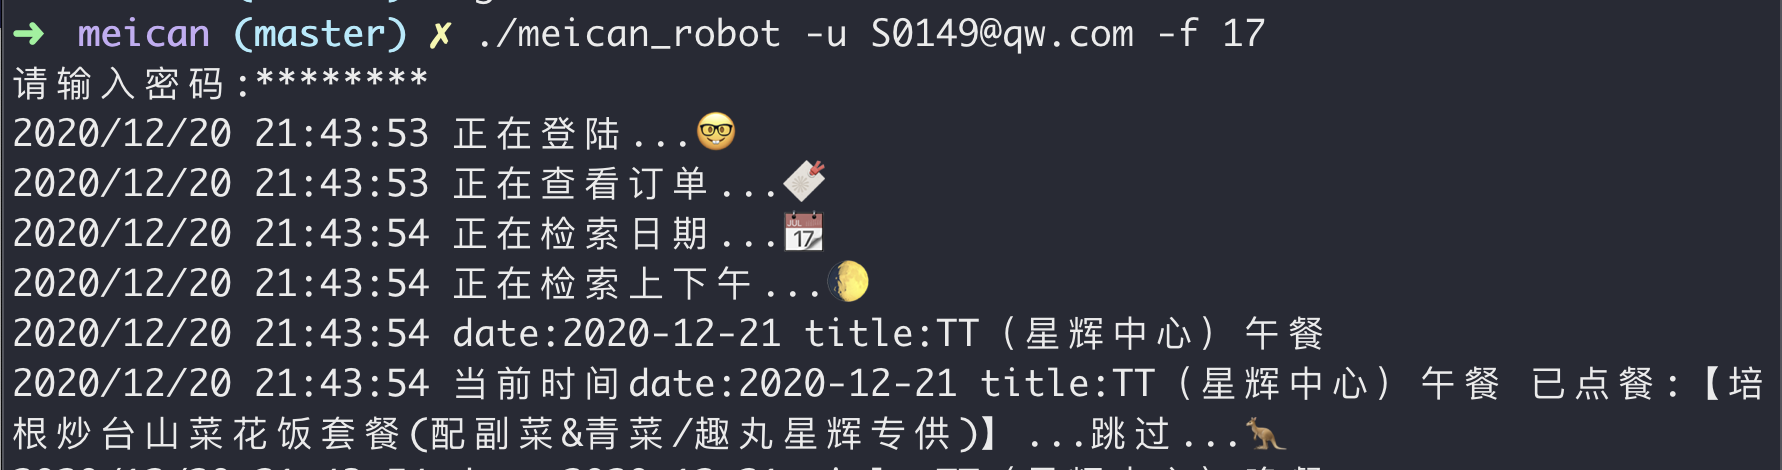 ➜ meican (master) ✗ ./meican_robot -u S0149@qw.com -f 17
请输入密码:********
2020/12/20 21:43:53 正在登陆...🤓
2020/12/20 21:43:53 正在查看订单...🔖
2020/12/20 21:43:54 正在检索日期...📅
2020/12/20 21:43:54 正在检索上下午...🌔
2020/12/20 21:43:54 date:2020-12-21 title:TT（星辉中心）午餐
2020/12/20 21:43:54 当前时间date:2020-12-21 title:TT（星辉中心）午餐 已点餐:【培
根炒台山菜花饭套餐(配副菜&青菜/趣丸星辉专供)】...跳过...🦘